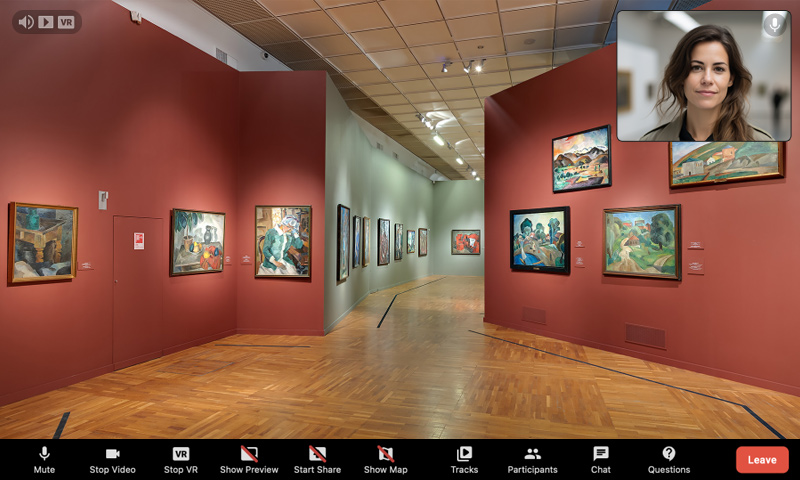 VR
VR
Mute
Stop Video
Stop VR
Show Preview
Start Share
Show Map
Tracks
Participants
Chat
Questions
Leave